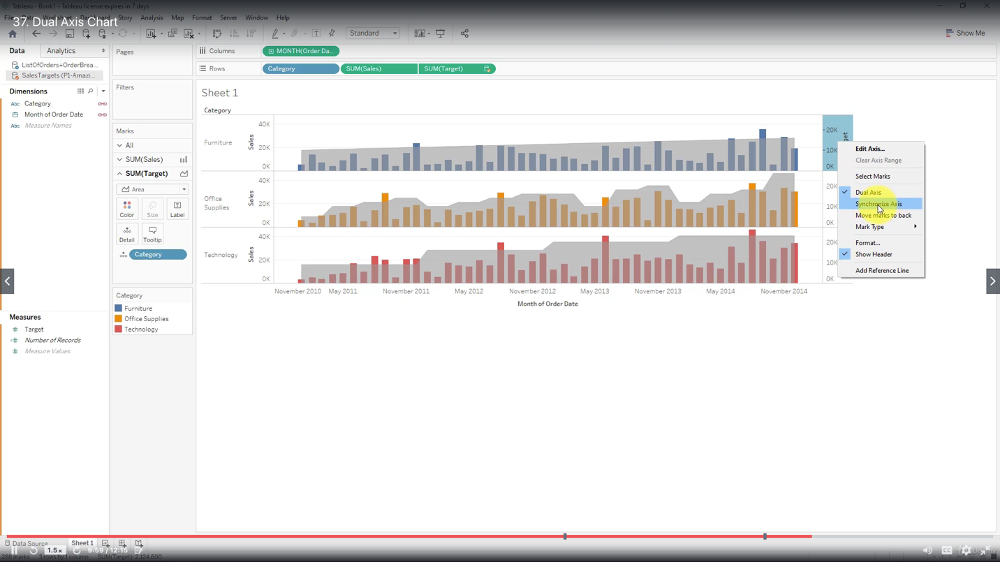 Tableau - Book1 - Tableau license expires in 7 days
File Data Worksheet Dashboard Story Analysis Map Format Server Window Help
37. Dual Axis Chart
Standard
Show Me
Data Analytics
ListOfOrders+OrderBrea...
SalesTargets (P1-Amazi...
Dimensions
Abc Category
Month of Order Date
Abc Measure Names
Measures
Target
Number of Records
Measure Values
Pages
Filters
Marks
All
SUM(Sales)
SUM(Target)
Area
Color Size Label
Detail Tooltip
Category
Category
Furniture
Office Supplies
Technology
Columns MONTH(Order Da..
Rows Category SUM(Sales) SUM(Target)
Sheet 1
Category
Furniture
Sales
40K
20K
0K
20K
10K
0K
Office
Supplies
Sales
40K
20K
0K
20K
10K
0K
Technology
Sales
40K
20K
0K
20K
10K
0K
November 2010 May 2011 November 2011 May 2012 November 2012 May 2013 November 2013 May 2014 November 2014
Month of Order Date
Edit Axis...
Clear Axis Range
Select Marks
Dual Axis
Synchronize Axis
Move marks to back
Mark Type
Format...
Show Header
Add Reference Line
Data Source Sheet 1
1.5x 9:59 / 12:15
CC
288 marks 3 rows by 1 column SUM(Target): 2,124,600